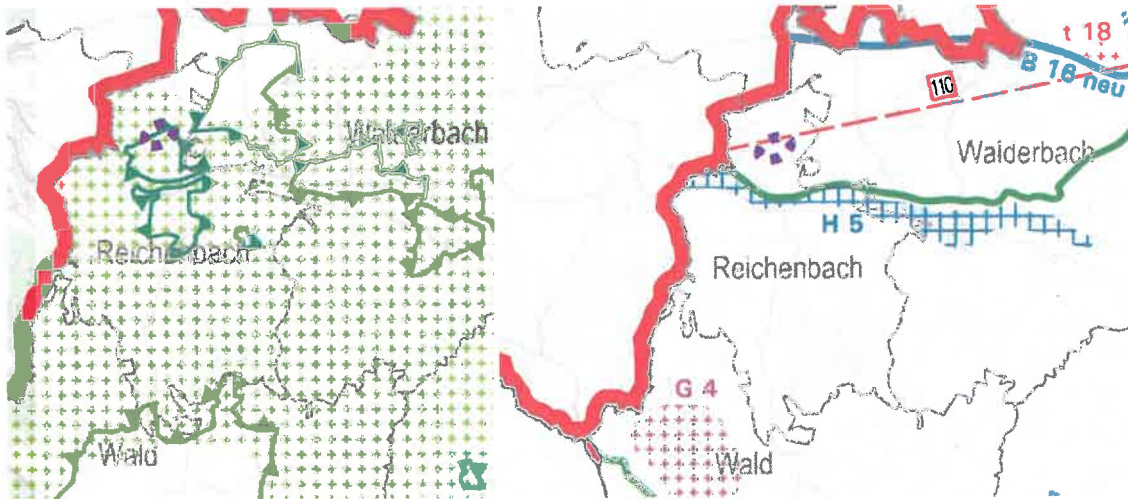 Walderbach
Reichenbach
Wald
t 18
B 16 neu
110
Walderbach
H 5
Reichenbach
G 4
Wald